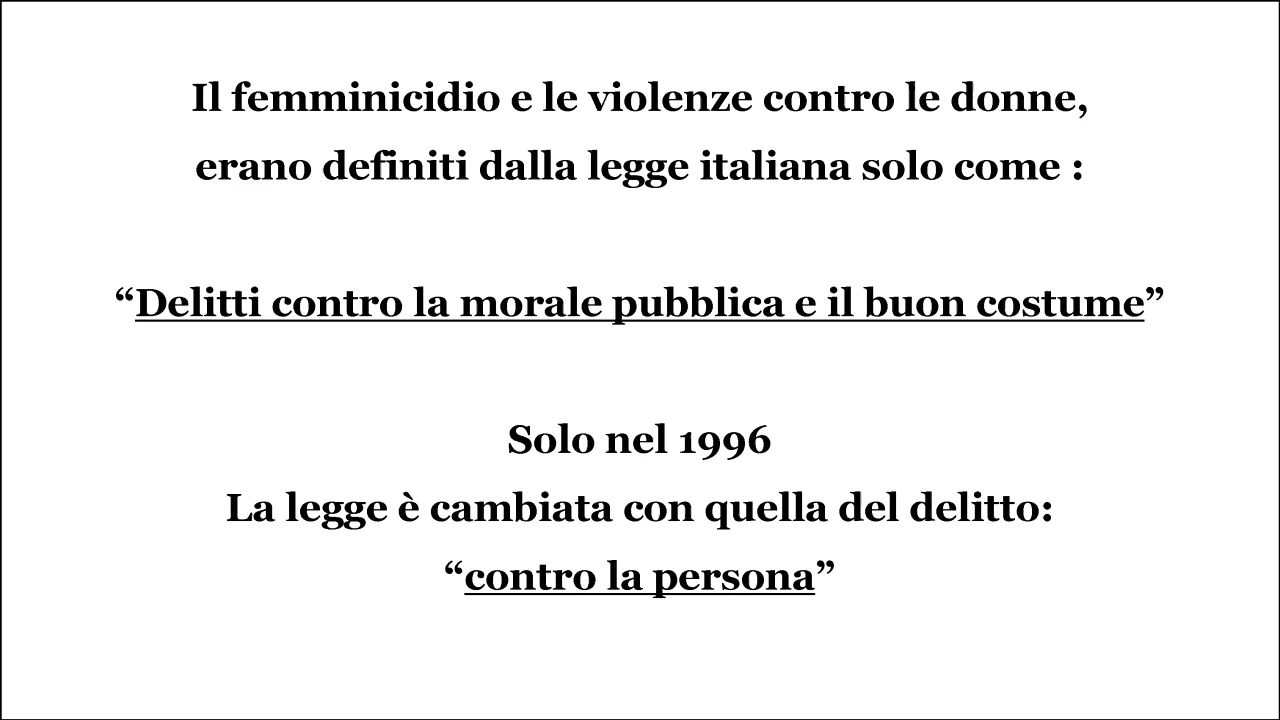 Il femminicidio e le violenze contro le donne,
erano definiti dalla legge italiana solo come :
“Delitti contro la morale pubblica e il buon costume”
Solo nel 1996
La legge è cambiata con quella del delitto:
“contro la persona”